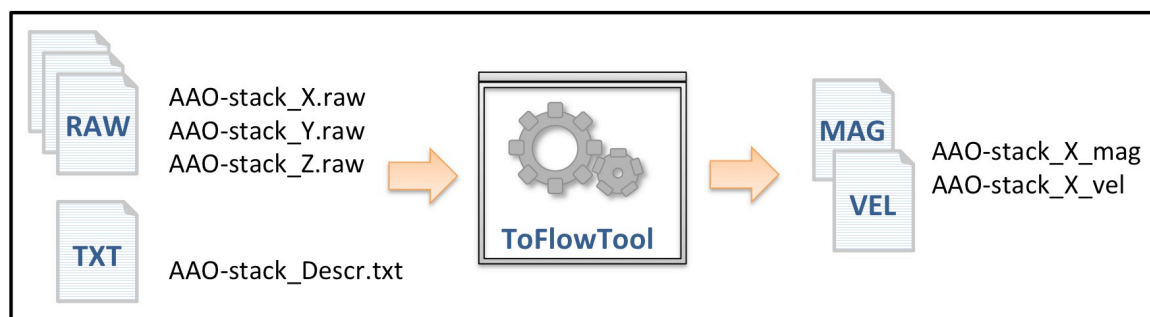 RAW
AAO-stack_X.raw
AAO-stack_Y.raw
AAO-stack_Z.raw
TXT
AAO-stack_Descr.txt
ToFlowTool
MAG
VEL
AAO-stack_X_mag
AAO-stack_X_vel